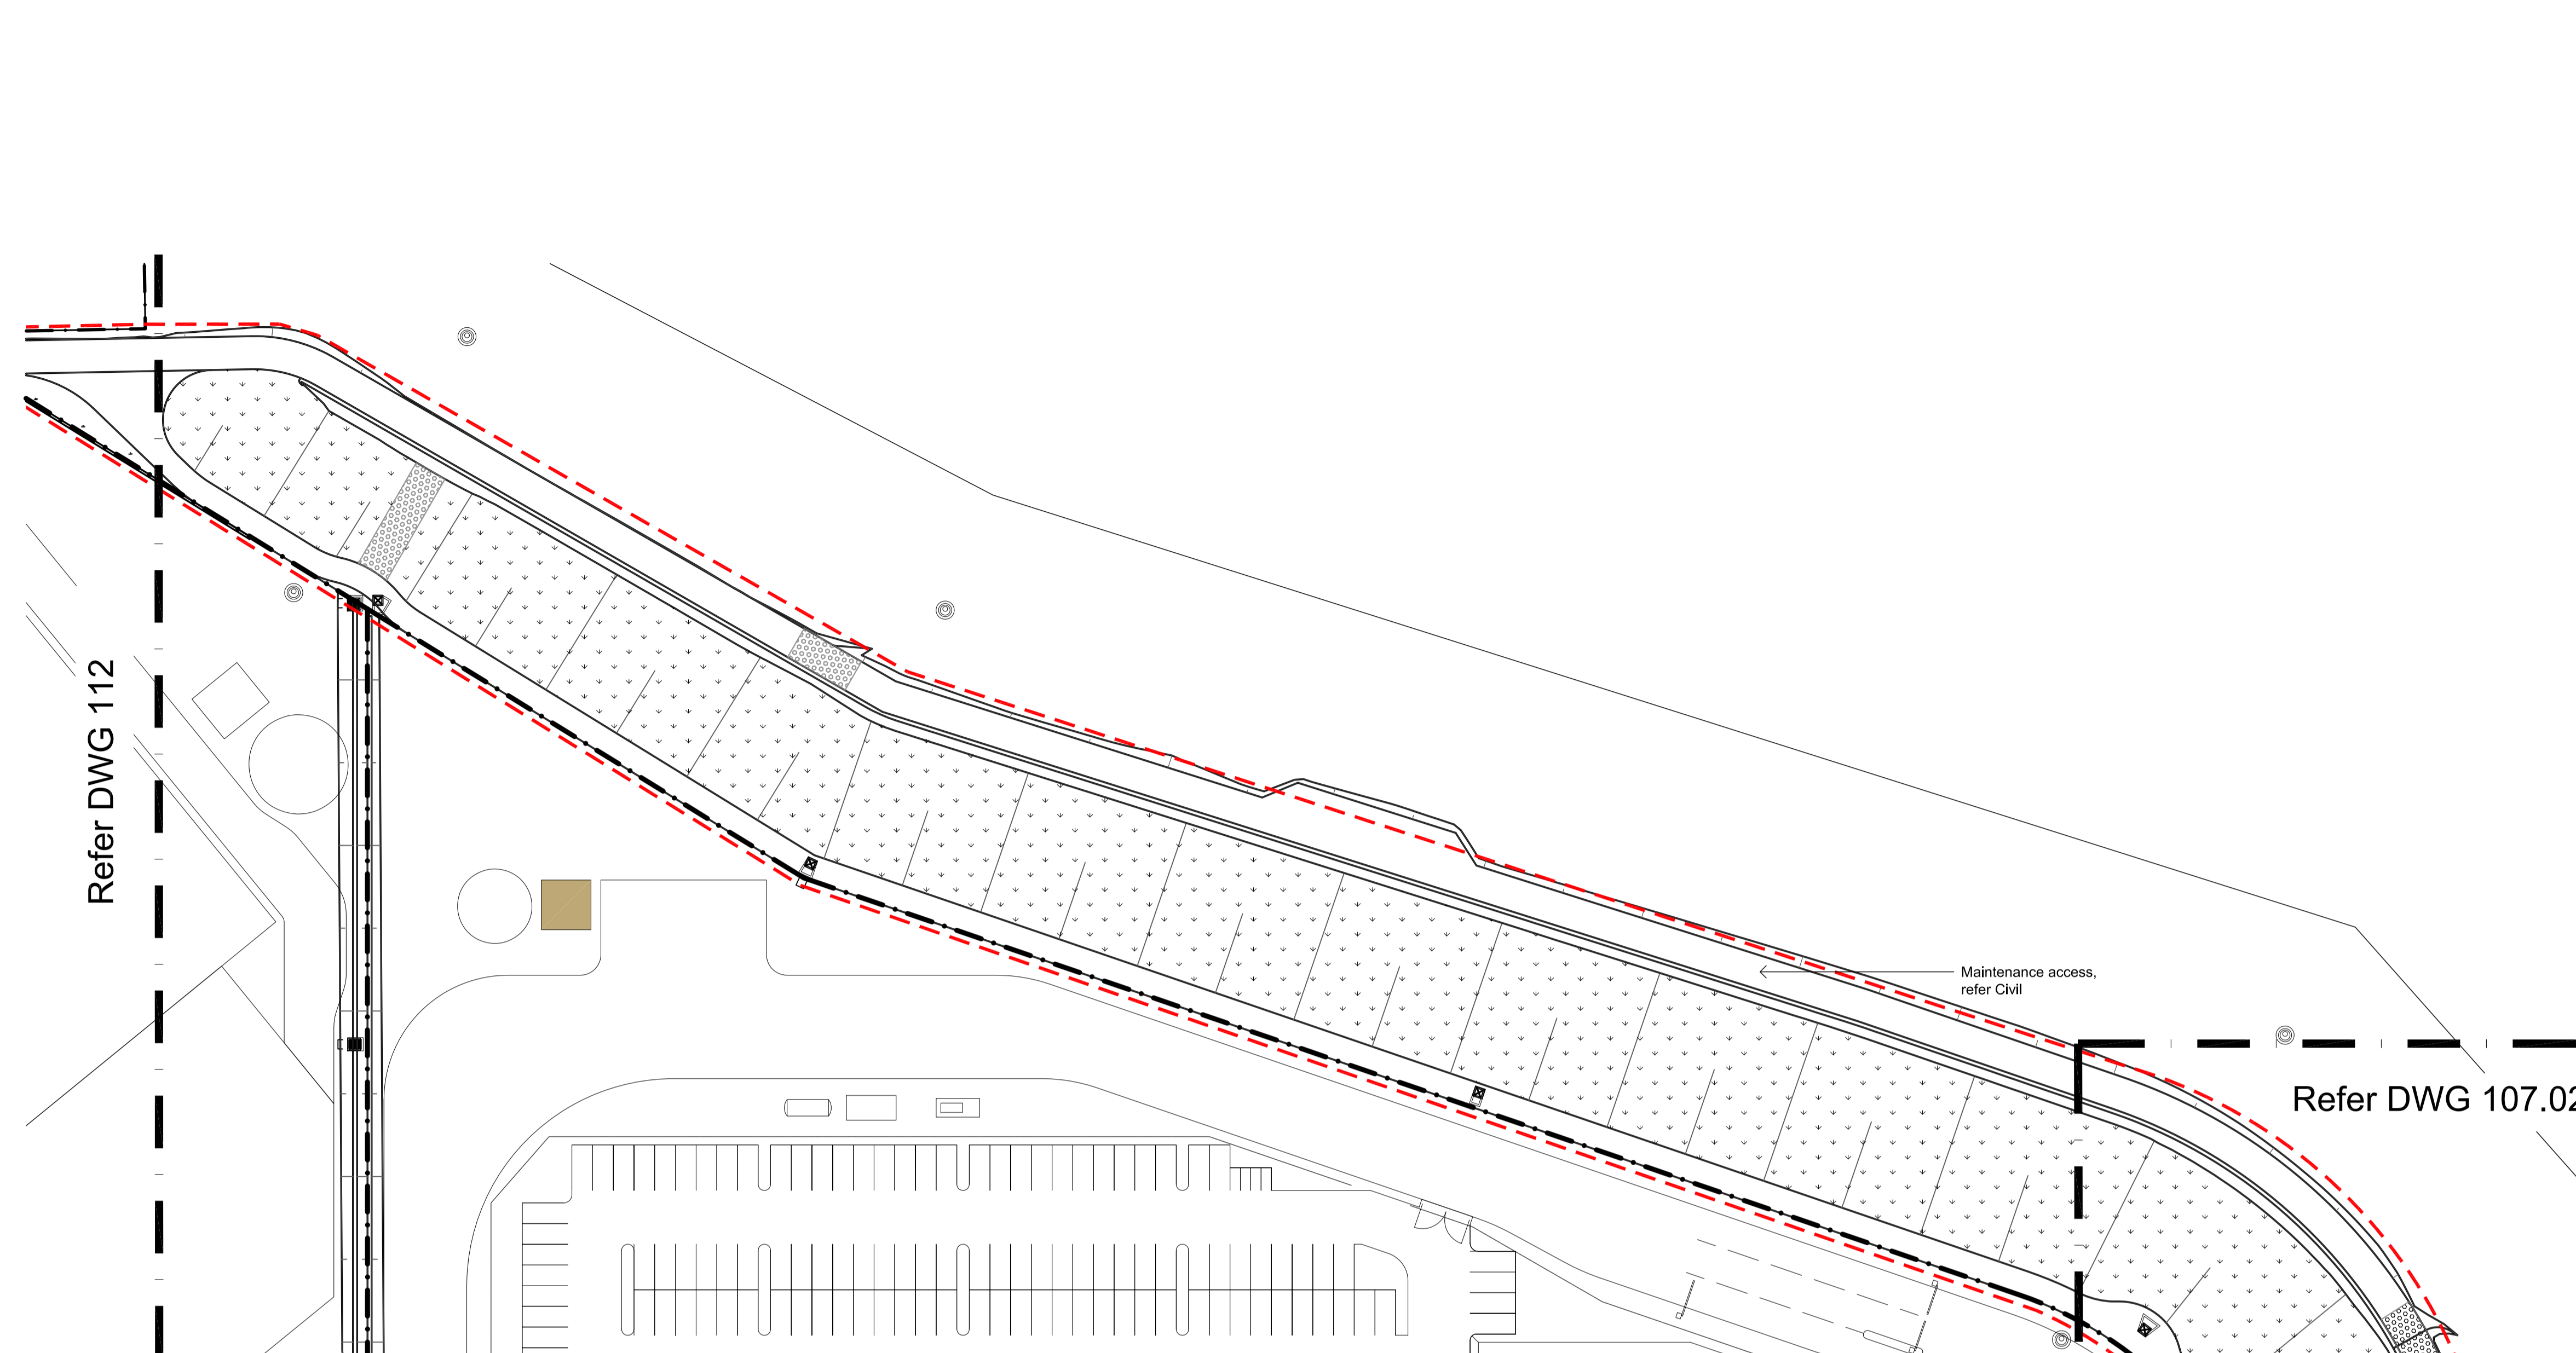 Refer DWG 112
Maintenance access,
refer Civil
Refer DWG 107.02